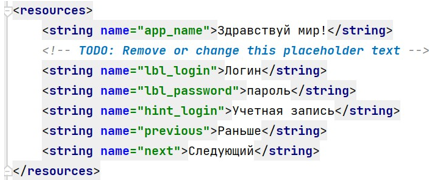 <resources>
<string name="app_name">Здравствуй мир!</string>
<!-- TODO: Remove or change this placeholder text -->
<string name="lbl_login">Логин</string>
<string name="lbl_password">пароль</string>
<string name="hint_login">Учетная запись</string>
<string name="previous">Раньше</string>
<string name="next">Следующий</string>
</resources>